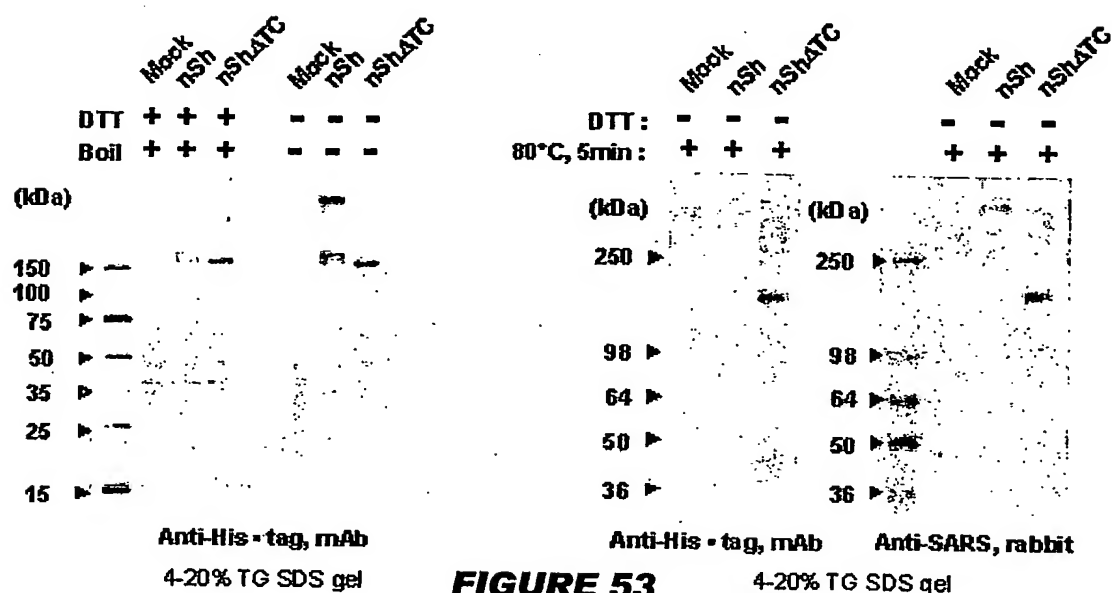 Mock nSh nShΔTC Mock nSh nShΔTC
DTT + + + - - -
Boil + + + - - -
(kDa)
150
100
75
50
35
25
15
Anti-His-tag, mAb
4-20% TG SDS gel
Mock nSh nShΔTC Mock nSh nShΔTC
DTT: - - - - - -
80°C, 5min: + + + + + +
(kDa) (kDa)
250 250
98 98
64 64
50 50
36 36
Anti-His-tag, mAb Anti-SARS, rabbit
4-20% TG SDS gel
FIGURE 53